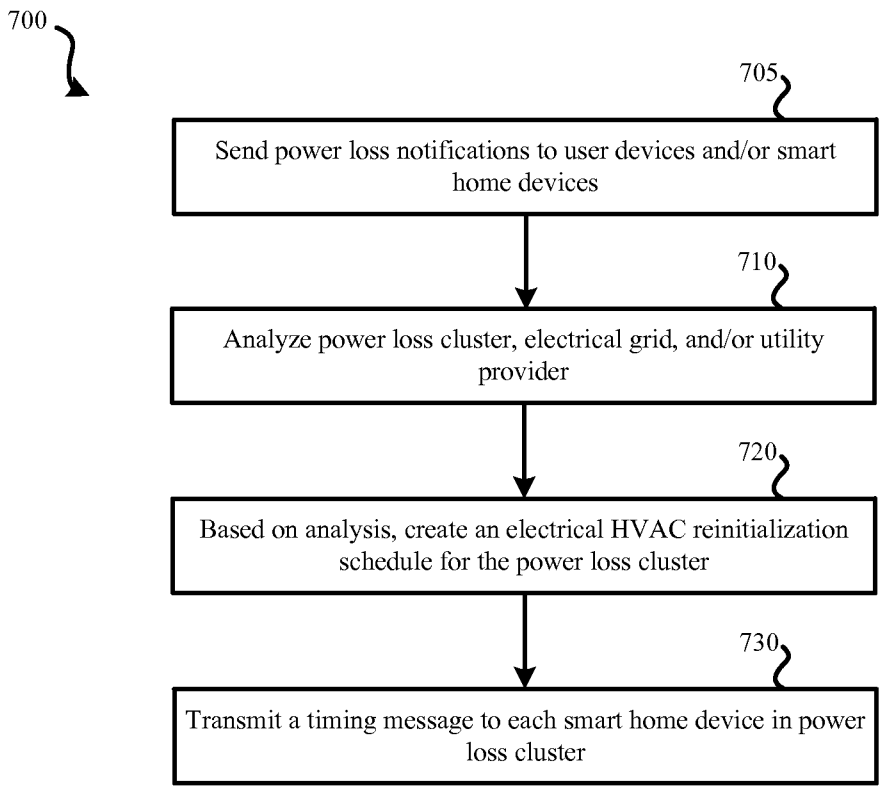 700
705
Send power loss notifications to user devices and/or smart
home devices
710
Analyze power loss cluster, electrical grid, and/or utility
provider
720
Based on analysis, create an electrical HVAC reinitialization
schedule for the power loss cluster
730
Transmit a timing message to each smart home device in power
loss cluster